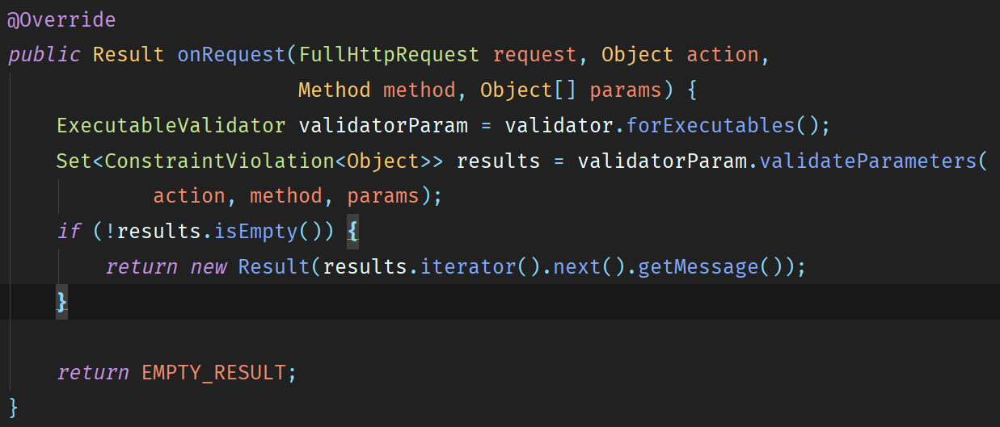 @Override
public Result onRequest(FullHttpRequest request, Object action,
                        Method method, Object[] params) {
    ExecutableValidator validatorParam = validator.forExecutables();
    Set<ConstraintViolation<Object>> results = validatorParam.validateParameters(
            action, method, params);
    if (!results.isEmpty()) {
        return new Result(results.iterator().next().getMessage());
    }

    return EMPTY_RESULT;
}